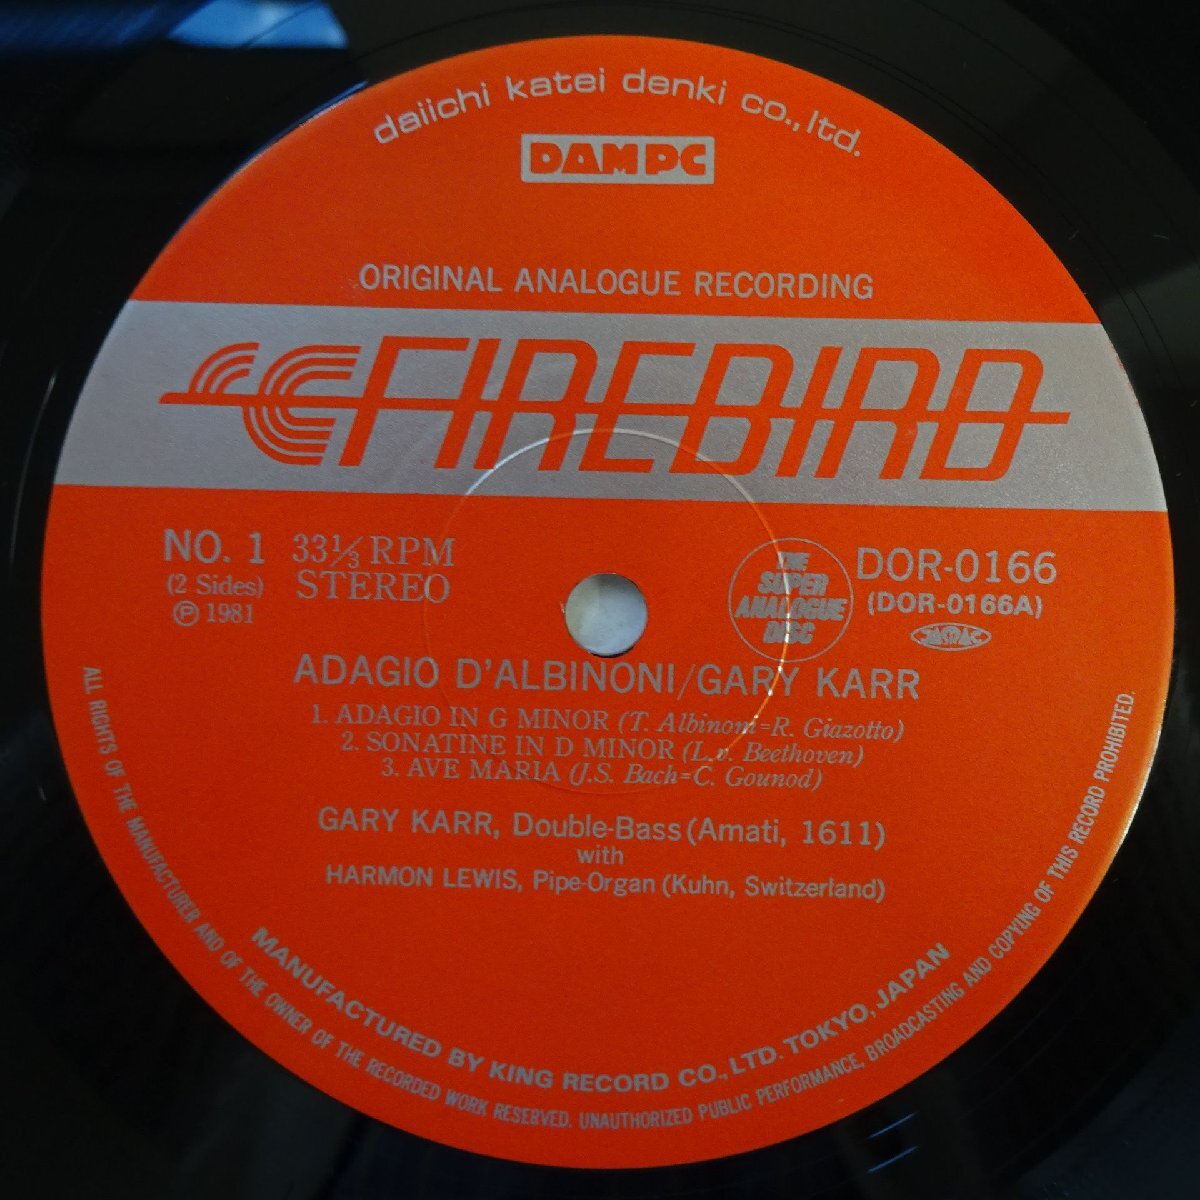 daiichi katei denki co., ltd.
DAM PC
ORIGINAL ANALOGUE RECORDING
FIREBIRD
NO. 1
(2 Sides)
Ⓟ 1981
33⅓ RPM
STEREO
THE
SUPER
ANALOGUE
DISC
DOR-0166
(DOR-0166A)
ADAGIO D'ALBINONI/GARY KARR
1. ADAGIO IN G MINOR (T. Albinoni=R. Giazotto)
2. SONATINE IN D MINOR (L.v. Beethoven)
3. AVE MARIA (J.S. Bach=C. Gounod)
GARY KARR, Double-Bass (Amati, 1611)
with
HARMON LEWIS, Pipe-Organ (Kuhn, Switzerland)
MANUFACTURED BY KING RECORD CO., LTD. TOKYO, JAPAN
ALL RIGHTS OF THE MANUFACTURER AND OF THE OWNER OF THE RECORDED WORK RESERVED. UNAUTHORIZED PUBLIC PERFORMANCE, BROADCASTING AND COPYING OF THIS RECORD PROHIBITED.